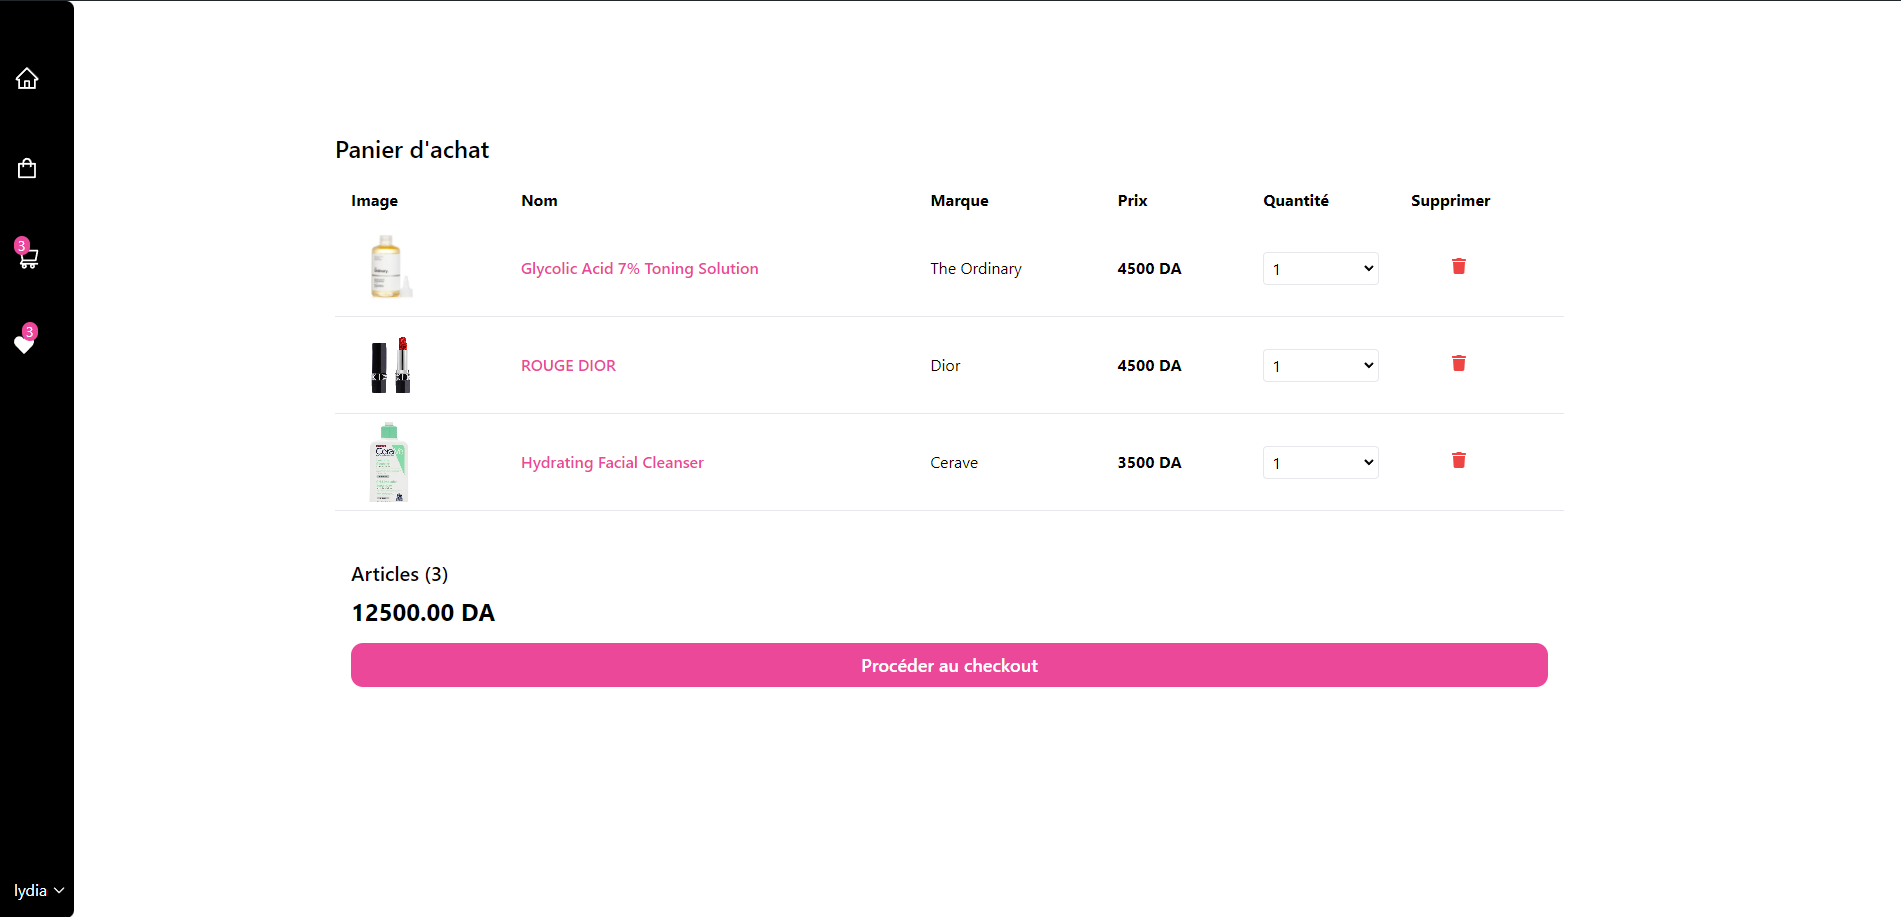 Panier d'achat
Image Nom Marque Prix Quantité Supprimer
Glycolic Acid 7% Toning Solution The Ordinary 4500 DA 1
3
ROUGE DIOR Dior 4500 DA 1
3
Hydrating Facial Cleanser Cerave 3500 DA 1
Articles (3)
12500.00 DA
Procéder au checkout
lydia